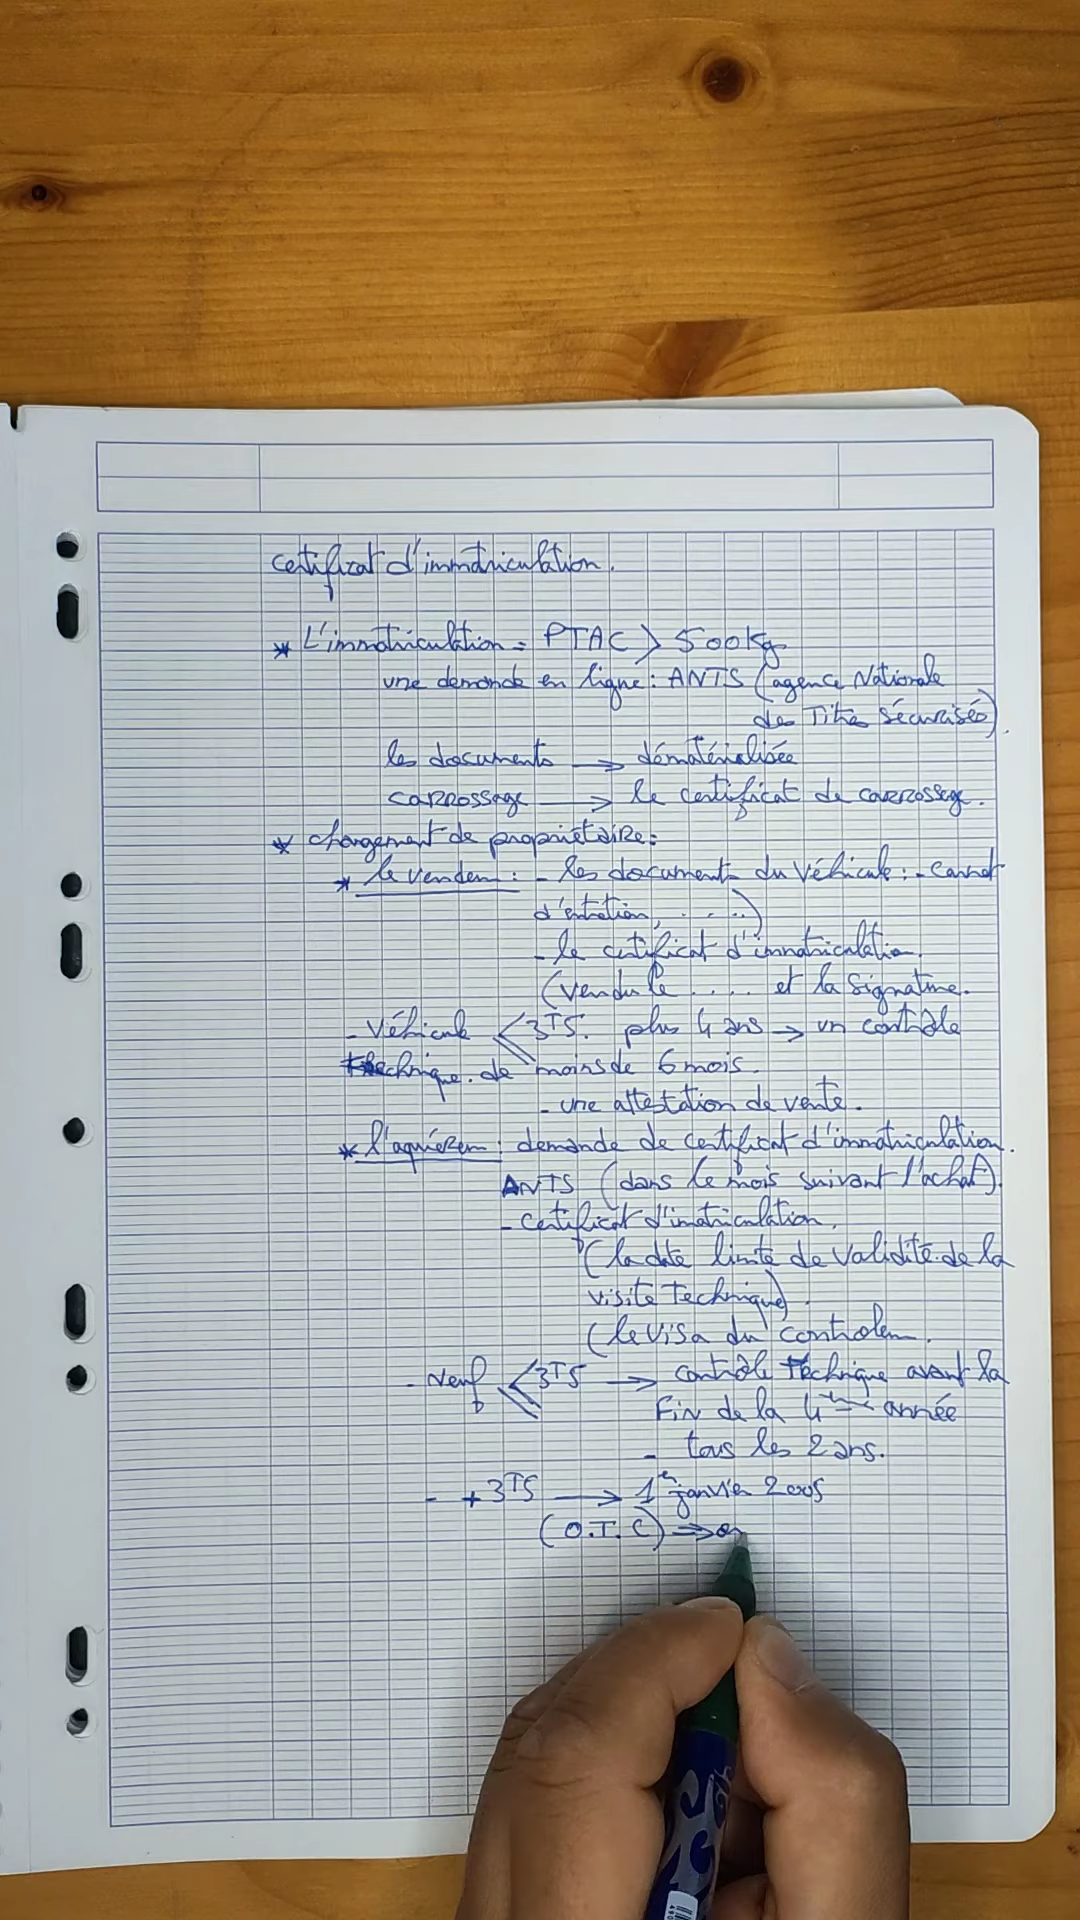 certificat d'immatriculation.
* L'immatriculation = PTAC > 500Kg
une demande en ligne : ANTS (agence Nationale
des Titres Sécurisés).
les documents → dématérialisée
carrossage → le certificat de carrossage.
* changement de propriétaire :
* le vendeur : - les documents du véhicule : - carnet
d'entretien, ......)
- le certificat d'immatriculation.
(vendu le ..... et la signature.
- Véhicule ≤ 3T5. plus 4 ans → un contrôle
technique. de moins de 6 mois.
- une attestation de vente.
* l'aquéreur : demande de certificat d'immatriculation.
ANTS (dans le mois suivant l'achat).
- certificat d'imatriculation.
(la date limite de validité de la
visite technique).
(le visa du controleur.
- neuf ≤ 3T5 → contrôle technique avant la
Fin de la 4ème année
- tous les 2 ans.
- + 3T5 → 1er janvier 2005
(O.T.C) ⇒